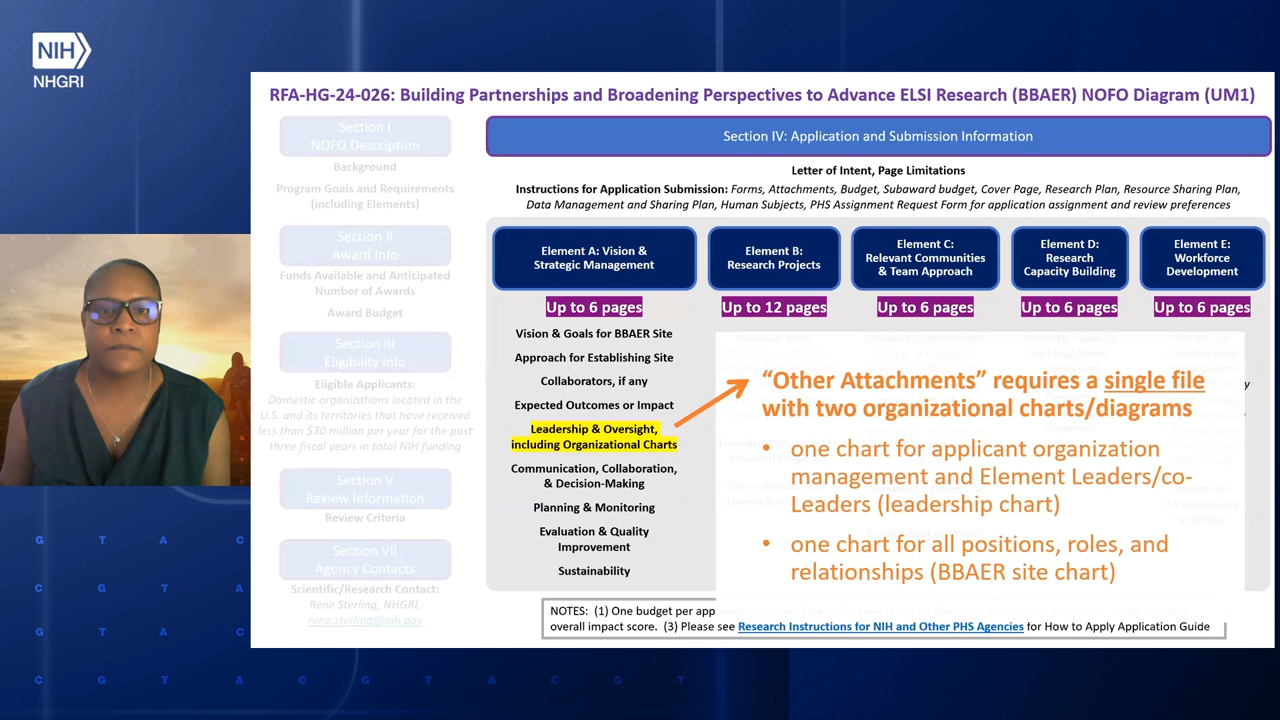 NIH
NHGRI
RFA-HG-24-026: Building Partnerships and Broadening Perspectives to Advance ELSI Research (BBAER) NOFO Diagram (UM1)
Section I
NOFO Description
Background
Program Goals and Requirements
(including Elements)
Section II
Award Info
Funds Available and Anticipated
Number of Awards
Award Budget
Section III
Eligibility Info
Eligible Applicants:
Domestic organizations located in the
U.S. and its territories that have received
less than $30 million per year for the past
three fiscal years in total NIH funding
Section V
Review Information
Review Criteria
Section VII
Agency Contacts
Scientific/Research Contact:
Rene Sterling, NHGRI,
rene.sterling@nih.gov
Section IV: Application and Submission Information
Letter of Intent, Page Limitations
Instructions for Application Submission: Forms, Attachments, Budget, Subaward budget, Cover Page, Research Plan, Resource Sharing Plan,
Data Management and Sharing Plan, Human Subjects, PHS Assignment Request Form for application assignment and review preferences
Element A: Vision &
Strategic Management
Up to 6 pages
Vision & Goals for BBAER Site
Approach for Establishing Site
Collaborators, if any
Expected Outcomes or Impact
Leadership & Oversight,
including Organizational Charts
Communication, Collaboration,
& Decision-Making
Planning & Monitoring
Evaluation & Quality
Improvement
Sustainability
Element B:
Research Projects
Up to 12 pages
Element C:
Relevant Communities
& Team Approach
Up to 6 pages
Element D:
Research
Capacity Building
Up to 6 pages
Element E:
Workforce
Development
Up to 6 pages
“Other Attachments” requires a single file
with two organizational charts/diagrams
• one chart for applicant organization
management and Element Leaders/co-
Leaders (leadership chart)
• one chart for all positions, roles, and
relationships (BBAER site chart)
NOTES: (1) One budget per app
overall impact score. (3) Please see Research Instructions for NIH and Other PHS Agencies for How to Apply Application Guide
G T A C
C G T A
G T A C
C G T A C G T A C G T